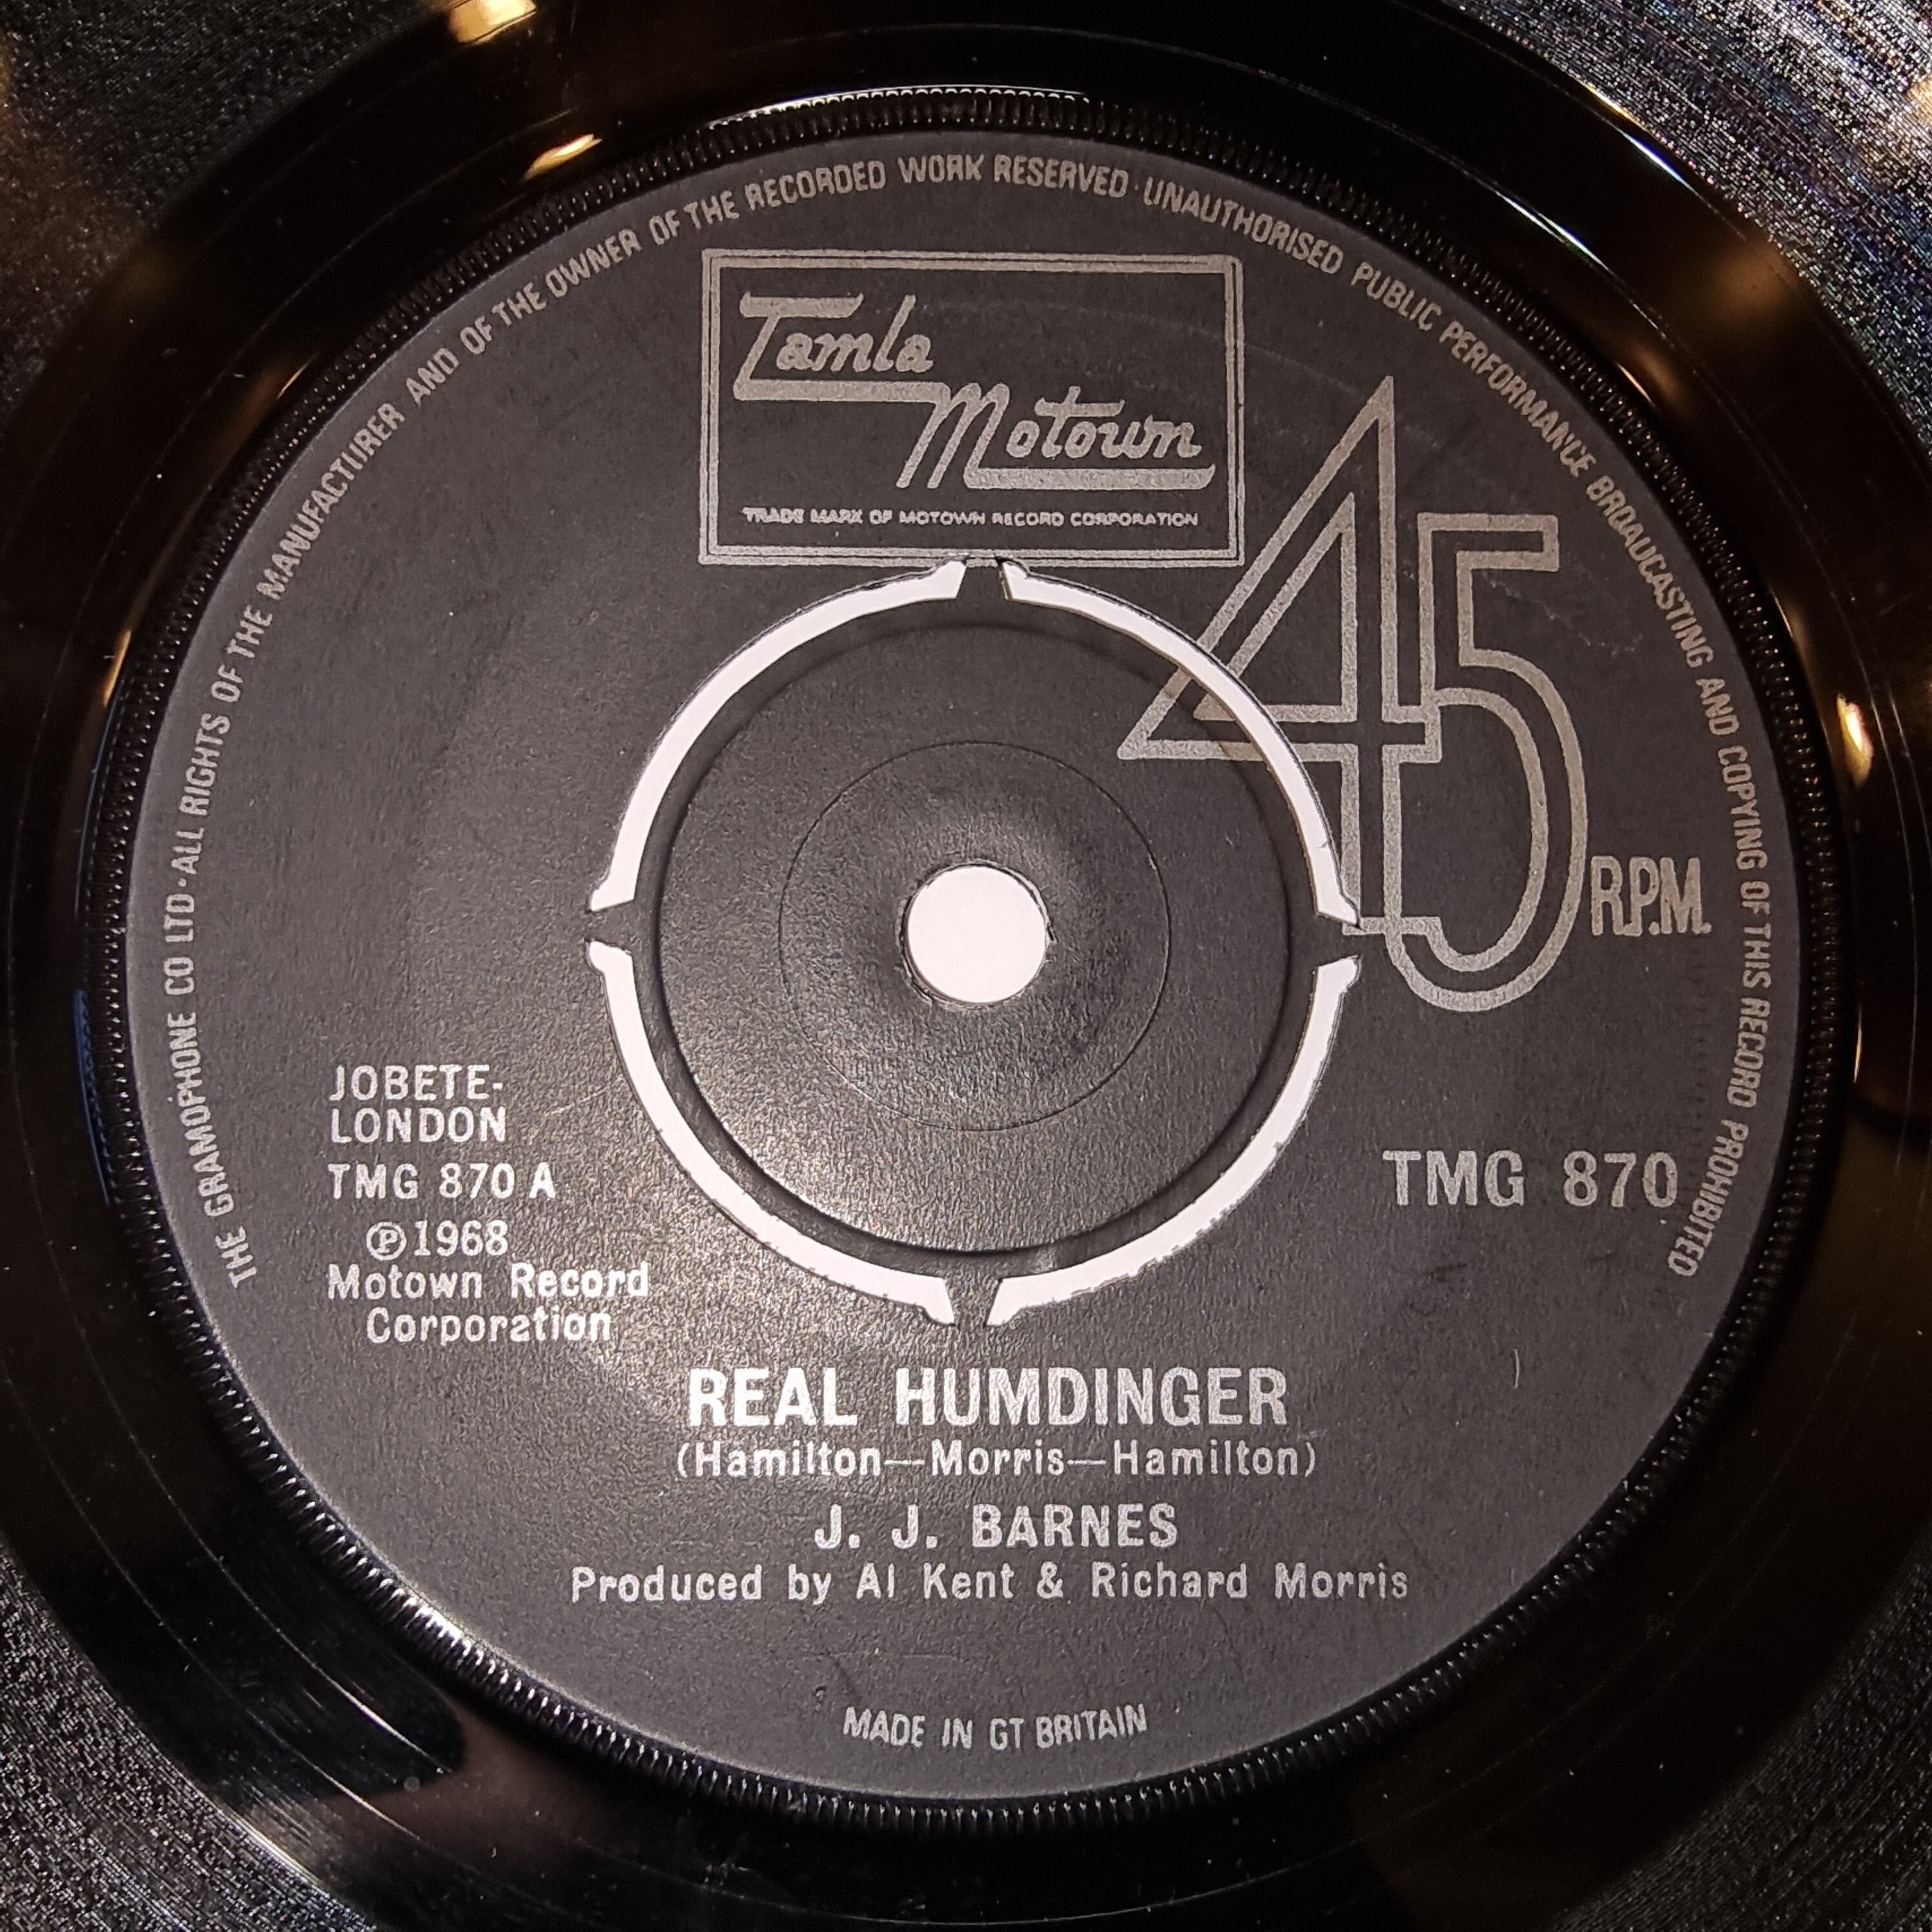 THE GRAMOPHONE CO LTD·ALL RIGHTS OF THE MANUFACTURER AND OF THE OWNER OF THE RECORDED WORK RESERVED·UNAUTHORISED PUBLIC PERFORMANCE BROADCASTING AND COPYING OF THIS RECORD PROHIBITED
Tamla
Motown
TRADE MARK OF MOTOWN RECORD CORPORATION
45 R.P.M.
JOBETE-
LONDON
TMG 870 A
℗1968
Motown Record
Corporation
TMG 870
REAL HUMDINGER
(Hamilton—Morris—Hamilton)
J. J. BARNES
Produced by Al Kent & Richard Morris
MADE IN GT BRITAIN